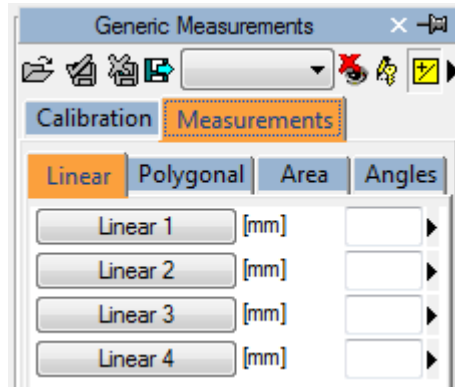 Generic Measurements
Calibration Measurements
Linear Polygonal Area Angles
Linear 1 [mm]
Linear 2 [mm]
Linear 3 [mm]
Linear 4 [mm]